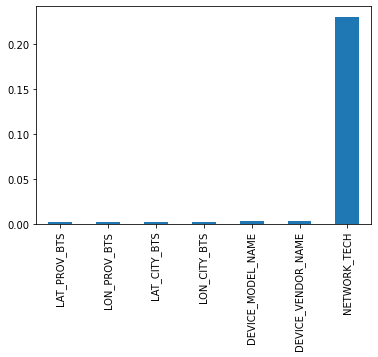 0.20
0.15
0.10
0.05
0.00
LAT_PROV_BTS
LON_PROV_BTS
LAT_CITY_BTS
LON_CITY_BTS
DEVICE_MODEL_NAME
DEVICE_VENDOR_NAME
NETWORK_TECH